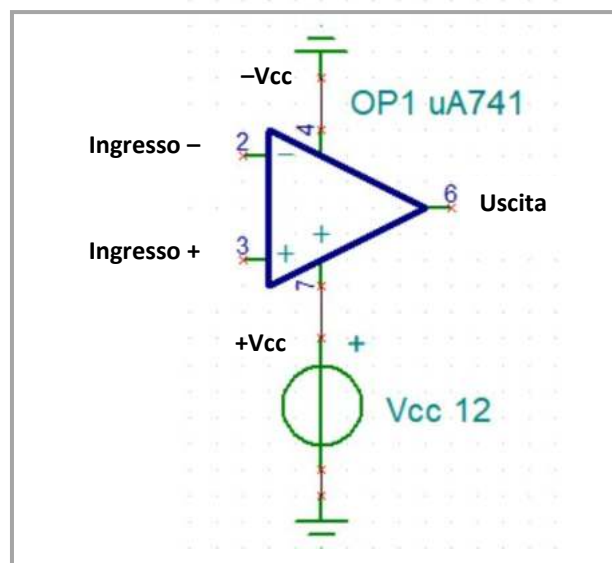 –Vcc
OP1 uA741
4
Ingresso –
2
−
6
Uscita
Ingresso +
3
+
+
7
+Vcc
+
Vcc 12